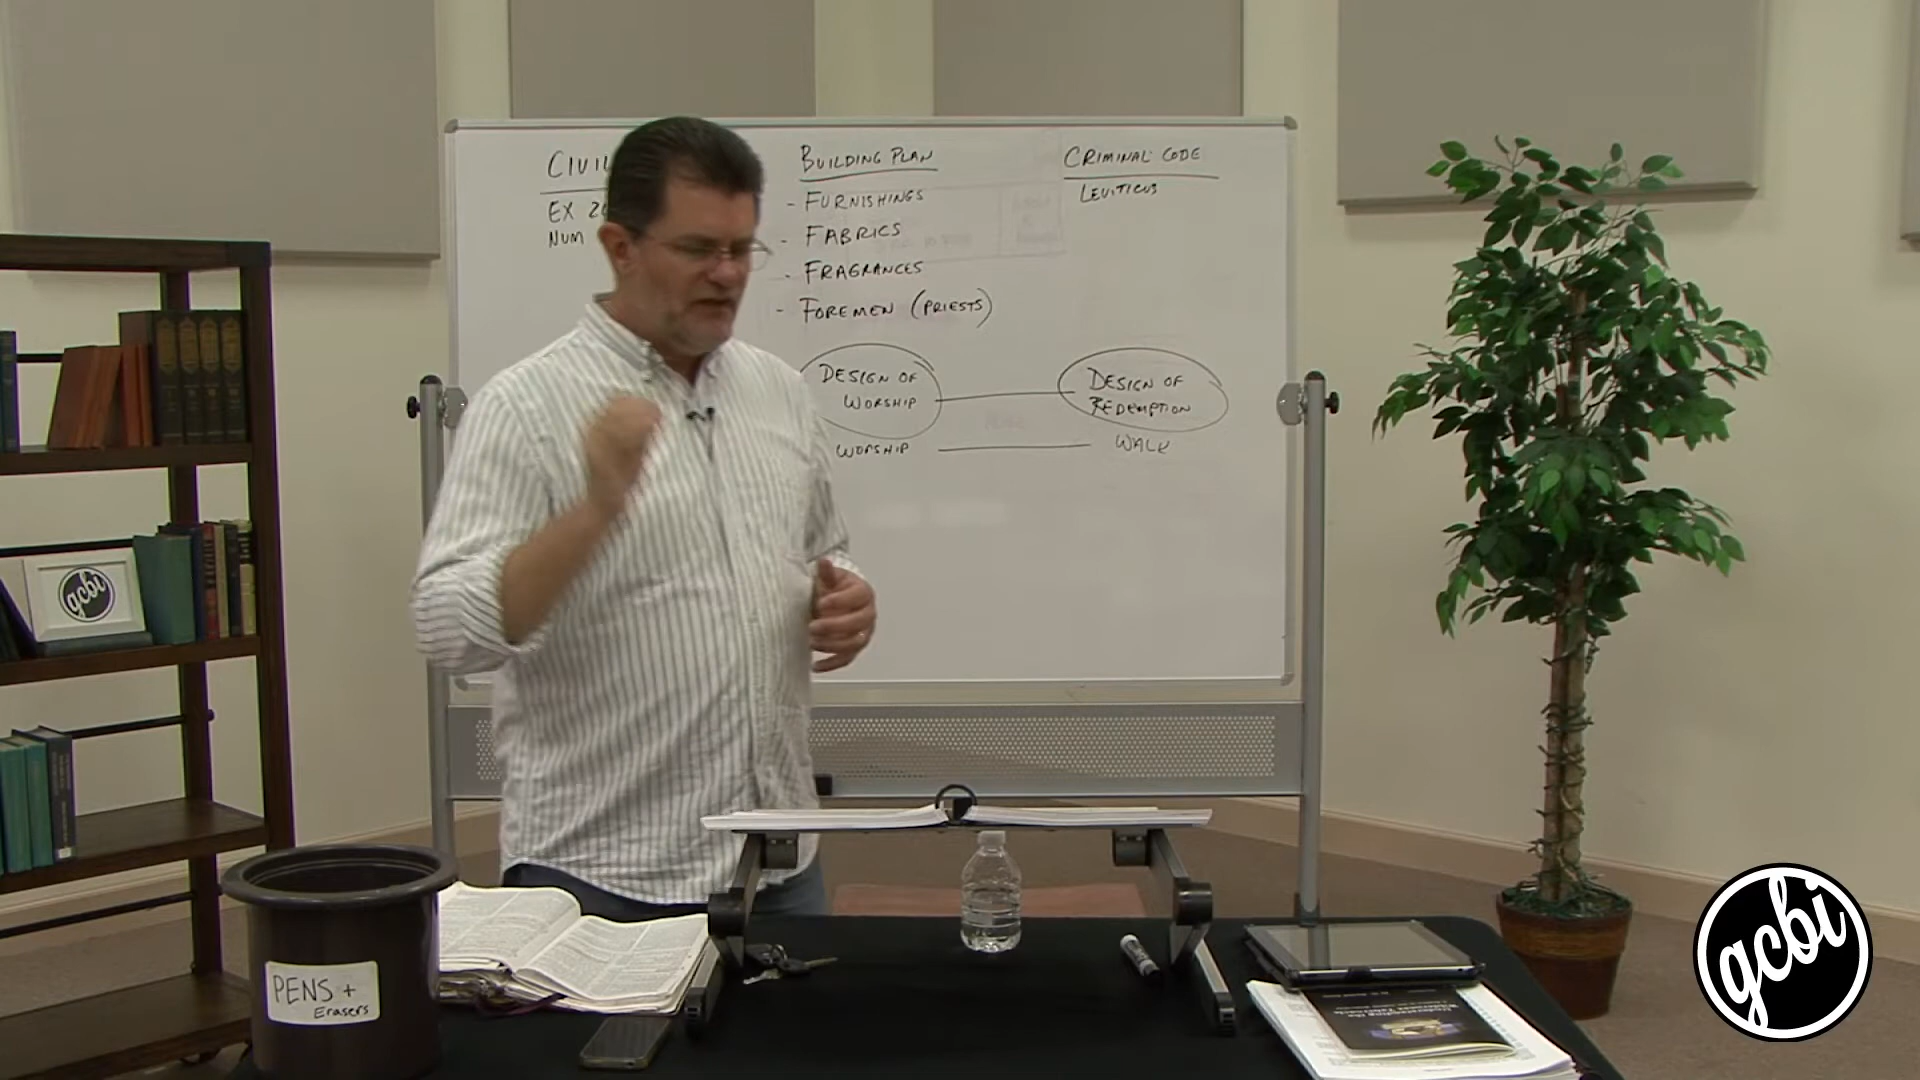 CIVIL
EX 20
NUM
BUILDING PLAN
- FURNISHINGS
- FABRICS
- FRAGRANCES
- FOREMEN (PRIESTS)
CRIMINAL CODE
LEVITICUS
DESIGN OF
WORSHIP
DESIGN OF
REDEMPTION
WORSHIP
WALK
gcbi
PENS +
Erasers
gcbi